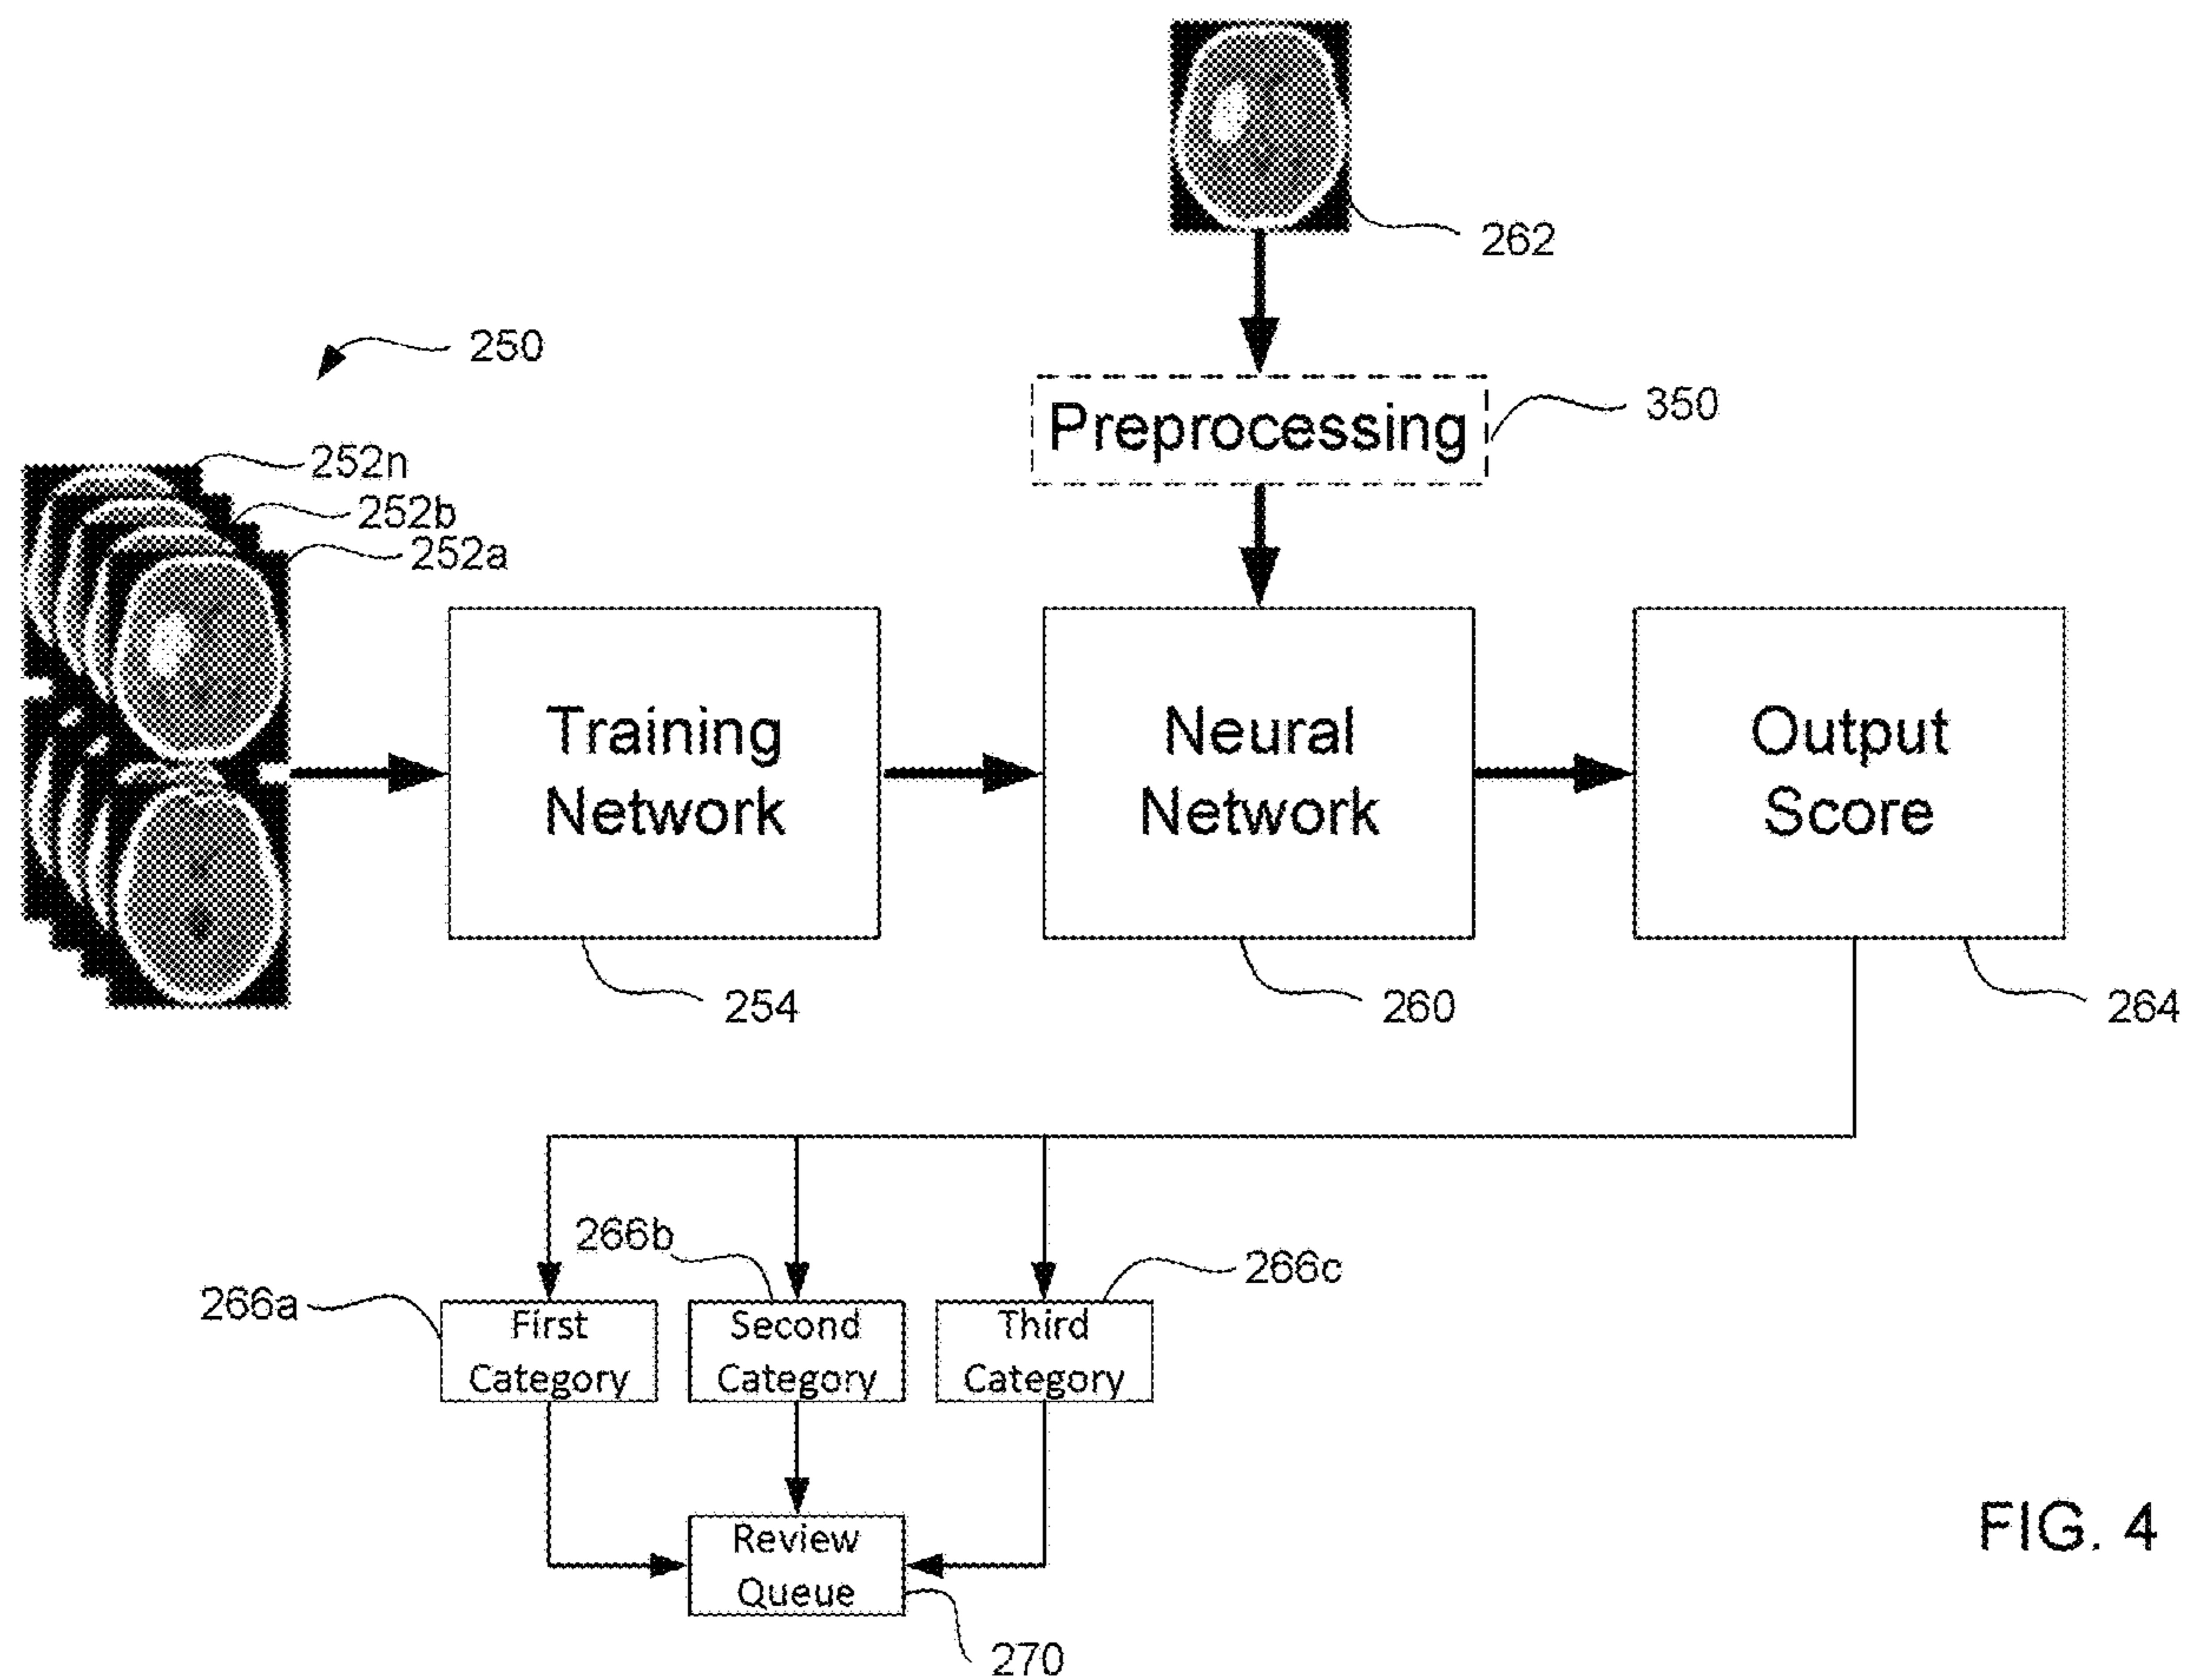 262
250
Preprocessing
350
252n
252b
252a
Training
Network
Neural
Network
Output
Score
254
260
264
266b
266c
266a
First
Category
Second
Category
Third
Category
Review
Queue
270
FIG. 4